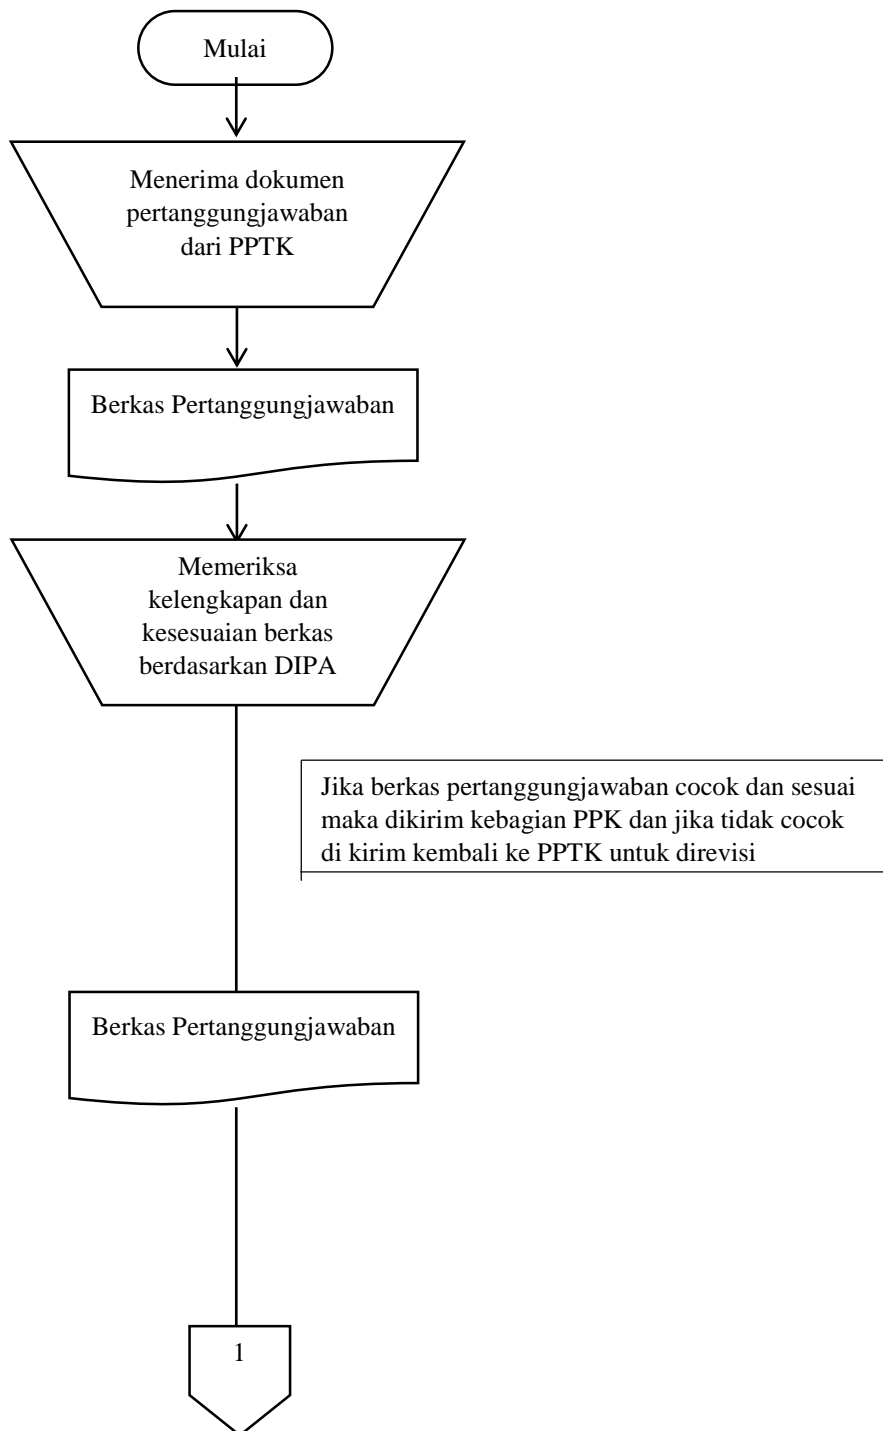 Mulai
Menerima dokumen
pertanggungjawaban
dari PPTK
Berkas Pertanggungjawaban
Memeriksa
kelengkapan dan
kesesuaian berkas
berdasarkan DIPA
Jika berkas pertanggungjawaban cocok dan sesuai
maka dikirim kebagian PPK dan jika tidak cocok
di kirim kembali ke PPTK untuk direvisi
Berkas Pertanggungjawaban
1